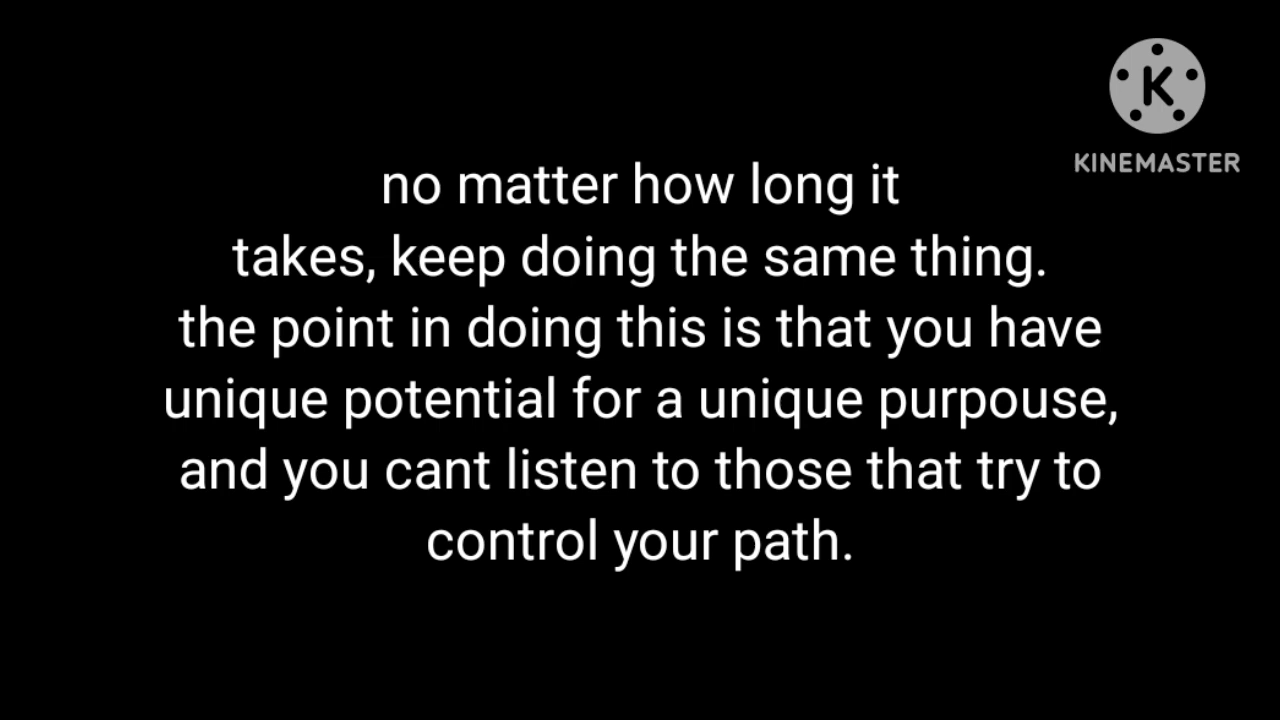 K
KINEMASTER
no matter how long it
takes, keep doing the same thing.
the point in doing this is that you have
unique potential for a unique purpouse,
and you cant listen to those that try to
control your path.